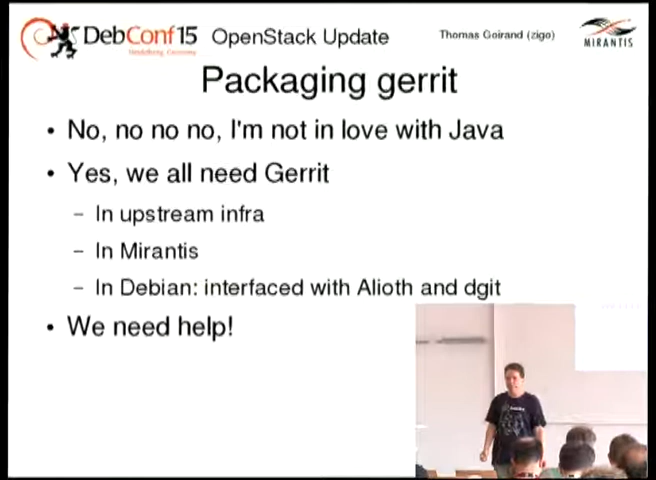 DebConf15 OpenStack Update Thomas Goirand (zigo)
Heidelberg, Germany
MIRANTIS
Packaging gerrit
• No, no no no, I'm not in love with Java
• Yes, we all need Gerrit
– In upstream infra
– In Mirantis
– In Debian: interfaced with Alioth and dgit
• We need help!